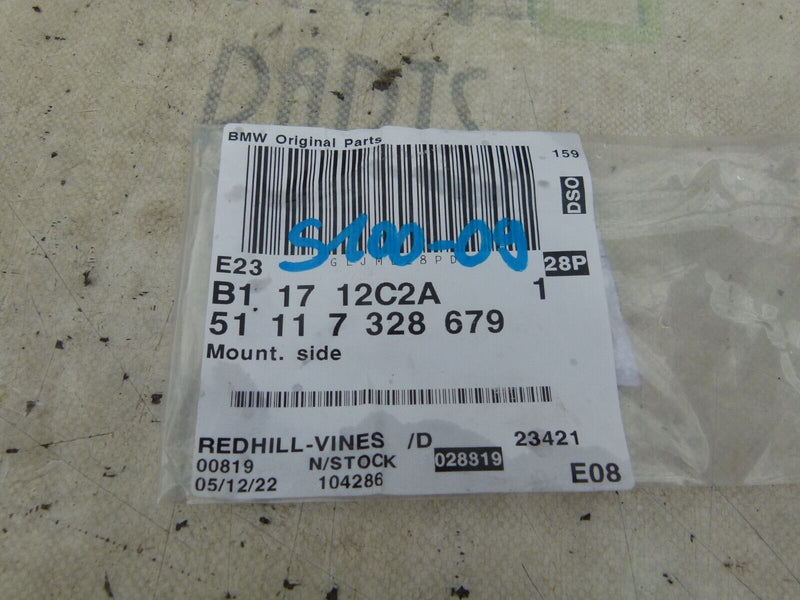 PARTS
BMW Original Parts
159
DSO
S100-09
E23
28P
B1 17 12C2A 1
51 11 7 328 679
Mount. side
REDHILL-VINES /D 23421
00819 N/STOCK 028819
05/12/22 104286 E08